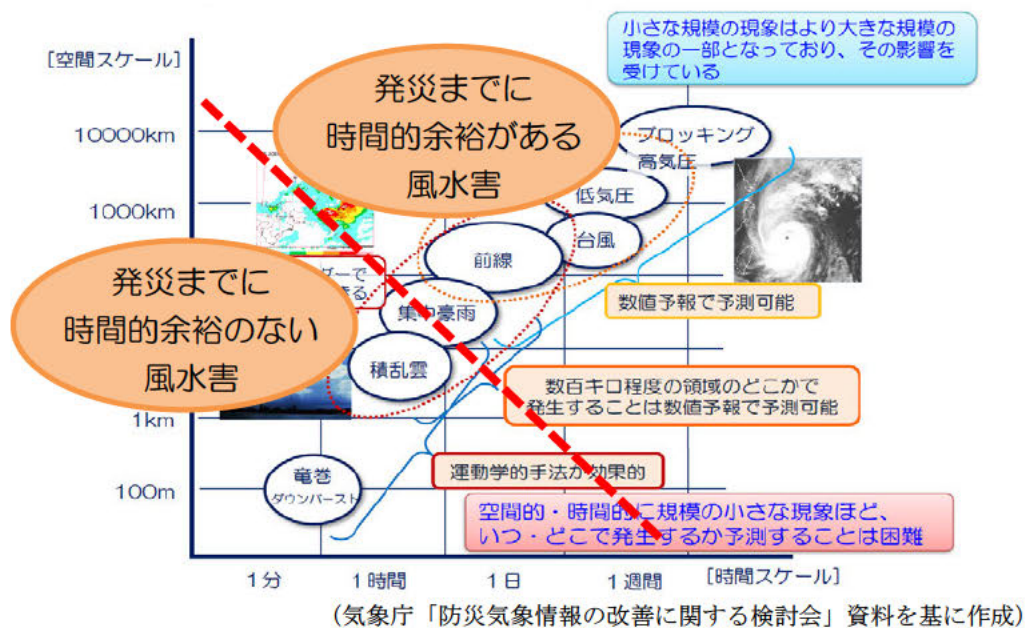 小さな規模の現象はより大きな規模の
現象の一部となっており、その影響を
受けている
[空間スケール]
発災までに
時間的余裕がある
風水害
10000km
1000km
1km
100m
ブロッキング
高気圧
低気圧
台風
前線
集中豪雨
積乱雲
竜巻
ダウンバースト
発災までに
時間的余裕のない
風水害
数値予報で予測可能
数百キロ程度の領域のどこかで
発生することは数値予報で予測可能
運動学的手法が効果的
空間的・時間的に規模の小さな現象ほど、
いつ・どこで発生するか予測することは困難
1分
1時間
1日
1週間
[時間スケール]
(気象庁「防災気象情報の改善に関する検討会」資料を基に作成)